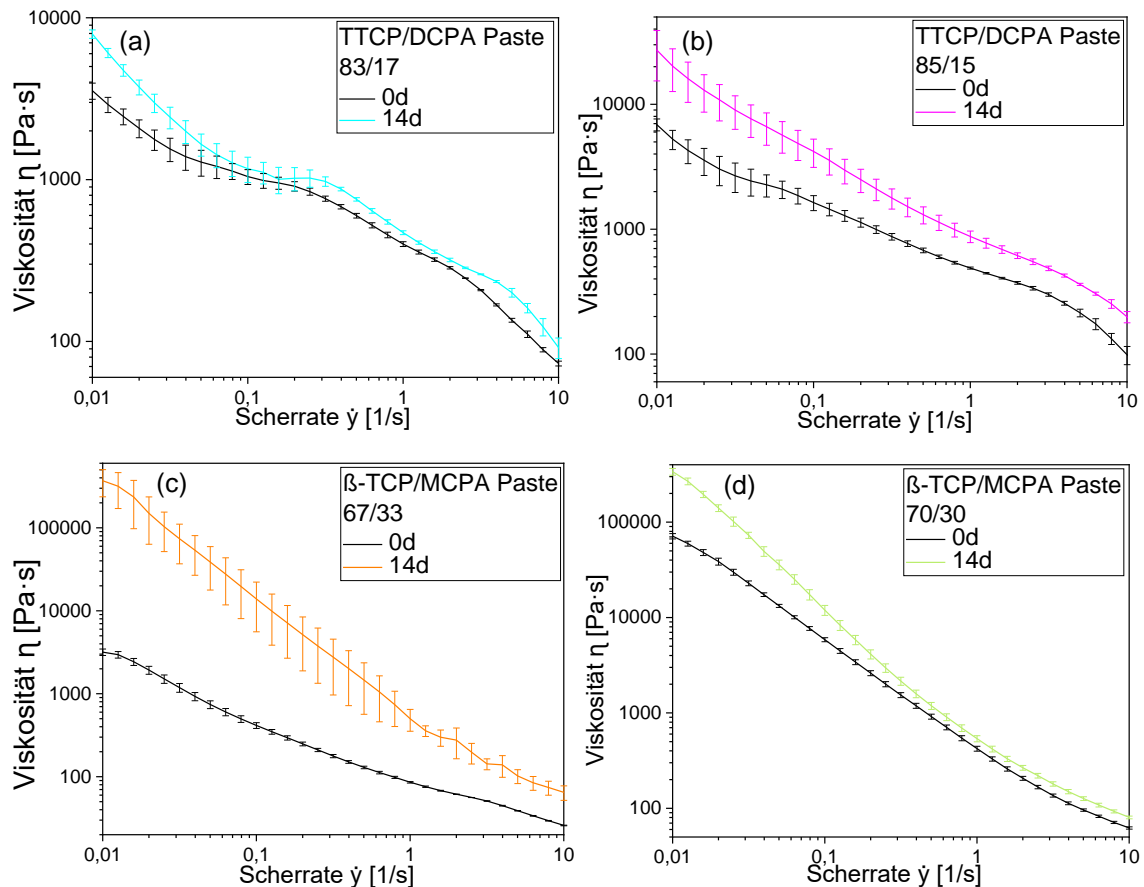 (a)
TTCP/DCPA Paste
83/17
0d
14d
10000
1000
100
Viskosität η [Pa·s]
0,01
0,1
1
10
Scherrate ẏ [1/s]
(b)
TTCP/DCPA Paste
85/15
0d
14d
10000
1000
100
Viskosität η [Pa·s]
0,01
0,1
1
10
Scherrate ẏ [1/s]
(c)
ß-TCP/MCPA Paste
67/33
0d
14d
100000
10000
1000
100
Viskosität η [Pa·s]
0,01
0,1
1
10
Scherrate ẏ [1/s]
(d)
ß-TCP/MCPA Paste
70/30
0d
14d
100000
10000
1000
100
Viskosität η [Pa·s]
0,01
0,1
1
10
Scherrate ẏ [1/s]